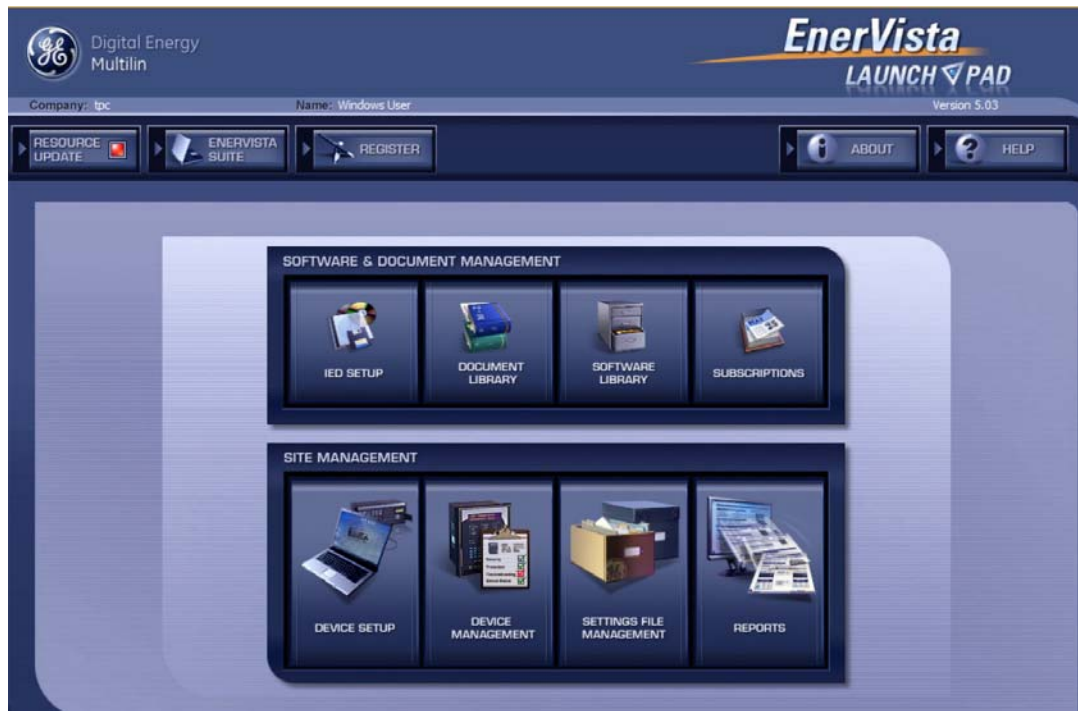 Digital Energy
Multilin
EnerVista
LAUNCH PAD
Company: tpc
Name: Windows User
Version 5.03
RESOURCE
UPDATE
ENERVISTA
SUITE
REGISTER
ABOUT
HELP
SOFTWARE & DOCUMENT MANAGEMENT
IED SETUP
DOCUMENT
LIBRARY
SOFTWARE
LIBRARY
SUBSCRIPTIONS
SITE MANAGEMENT
DEVICE SETUP
DEVICE
MANAGEMENT
SETTINGS FILE
MANAGEMENT
REPORTS